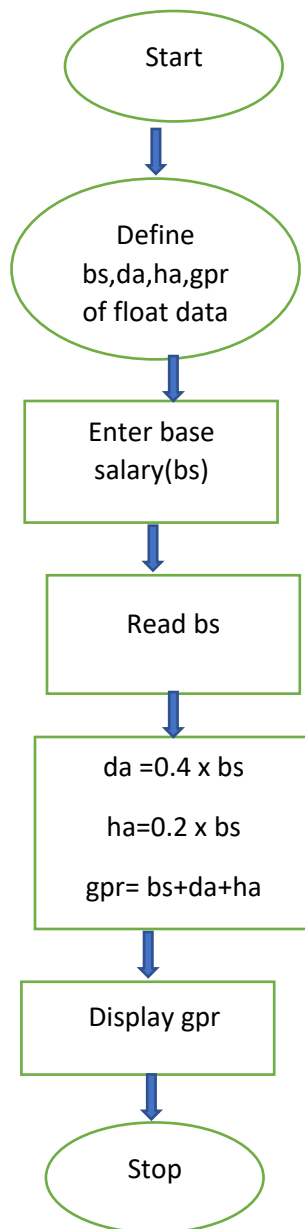 Start
Define
bs,da,ha,gpr
of float data
Enter base
salary(bs)
Read bs
da =0.4 x bs
ha=0.2 x bs
gpr= bs+da+ha
Display gpr
Stop